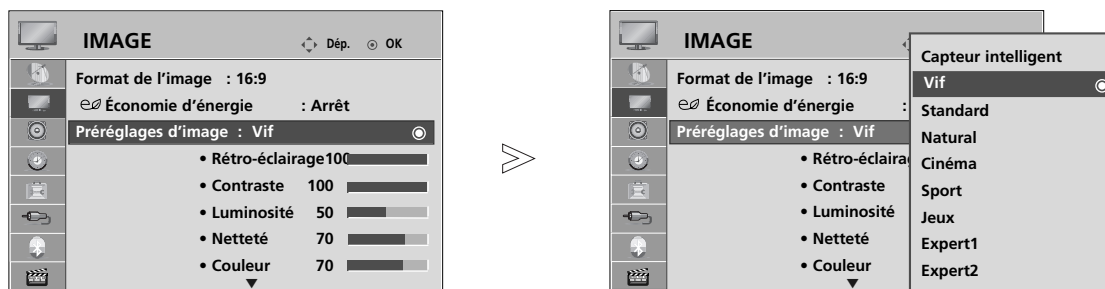 IMAGE Dép. OK
Format de l'image : 16:9
Économie d'énergie : Arrêt
Préréglages d'image : Vif
• Rétro-éclairage100
• Contraste 100
• Luminosité 50
• Netteté 70
• Couleur 70
IMAGE
Format de l'image : 16:9
Économie d'énergie :
Préréglages d'image : Vif
• Rétro-éclairag
• Contraste
• Luminosité
• Netteté
• Couleur
Capteur intelligent
Vif
Standard
Natural
Cinéma
Sport
Jeux
Expert1
Expert2